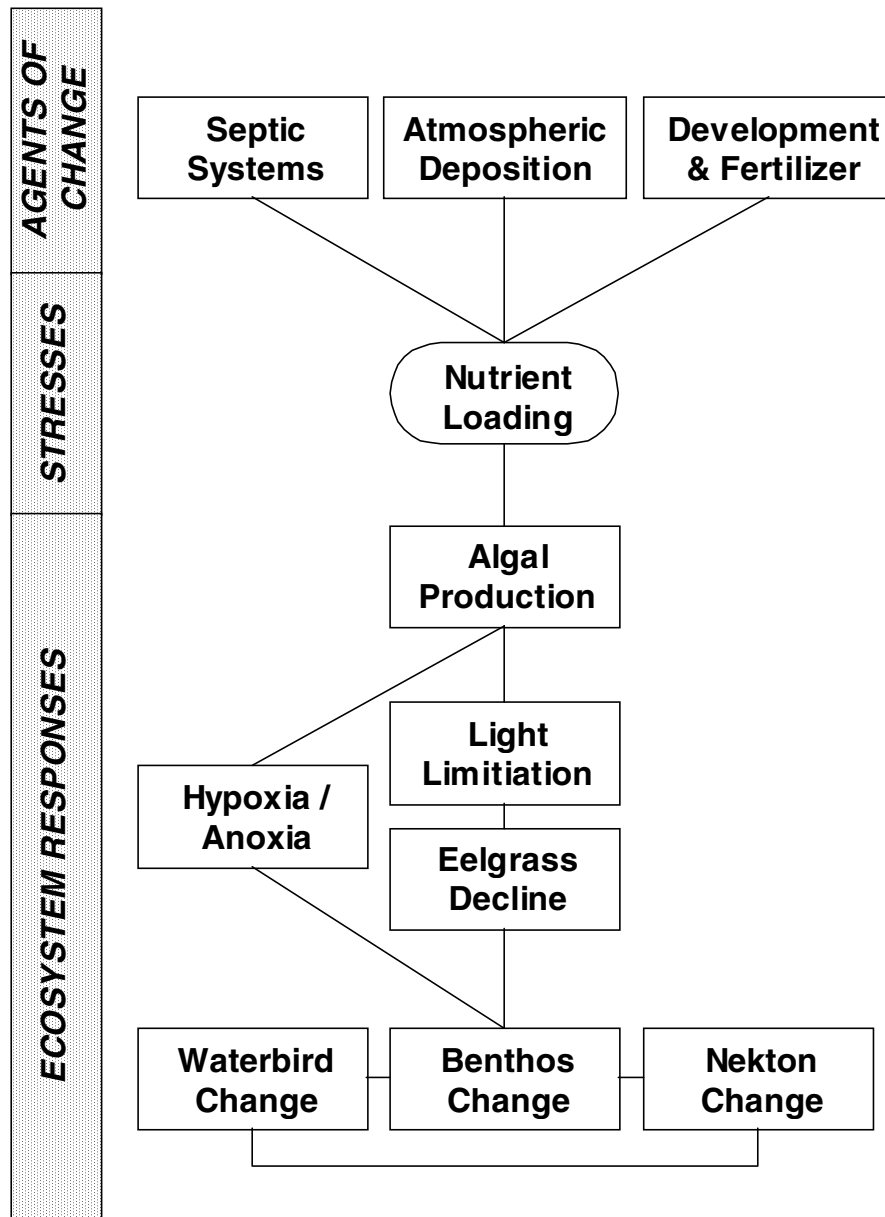 AGENTS OF
CHANGE
Septic
Systems
Atmospheric
Deposition
Development
& Fertilizer
STRESSES
Nutrient
Loading
ECOSYSTEM RESPONSES
Algal
Production
Light
Limitiation
Hypoxia /
Anoxia
Eelgrass
Decline
Waterbird
Change
Benthos
Change
Nekton
Change